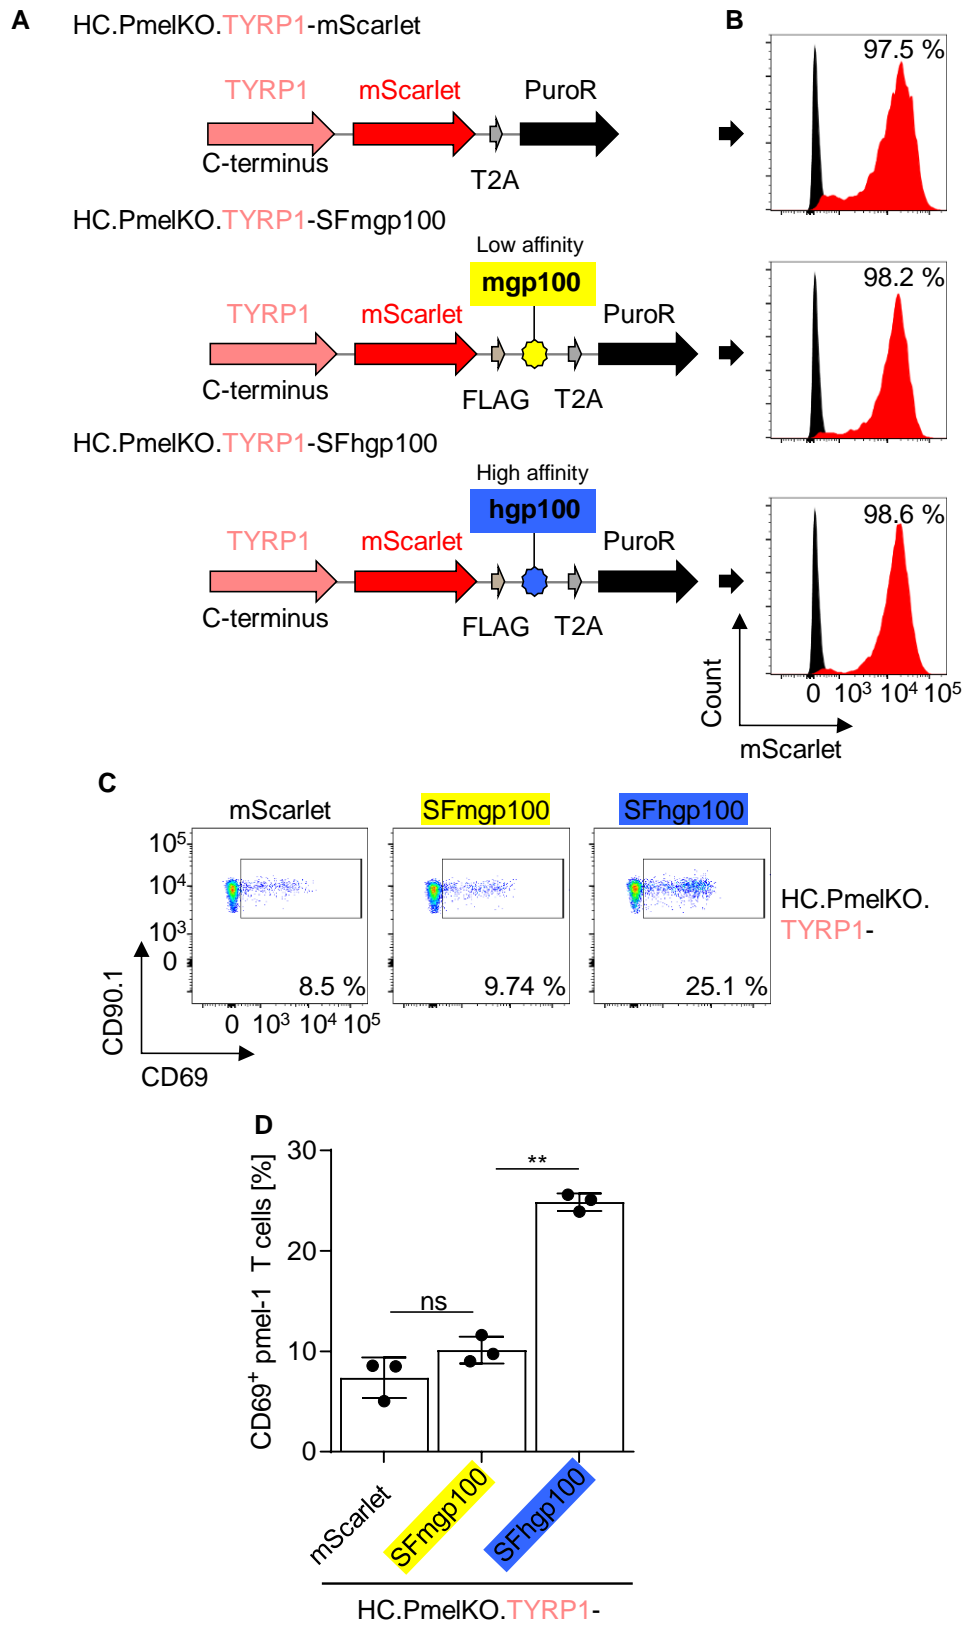 A
HC.PmelKO.TYRP1-mScarlet
B
97.5 %
TYRP1
mScarlet
PuroR
C-terminus
T2A
HC.PmelKO.TYRP1-SFmgp100
Low affinity
98.2 %
mgp100
TYRP1
mScarlet
PuroR
C-terminus
FLAG
T2A
HC.PmelKO.TYRP1-SFhgp100
High affinity
98.6 %
hgp100
TYRP1
mScarlet
PuroR
C-terminus
FLAG
T2A
Count
0 10³ 10⁴ 10⁵
mScarlet
C
mScarlet
SFmgp100
SFhgp100
10⁵
10⁴
10³
0
8.5 %
9.74 %
25.1 %
HC.PmelKO.
TYRP1-
CD90.1
0 10³ 10⁴ 10⁵
CD69
D
CD69⁺ pmel-1 T cells [%]
30
20
10
0
ns
**
mScarlet
SFmgp100
SFhgp100
HC.PmelKO.TYRP1-